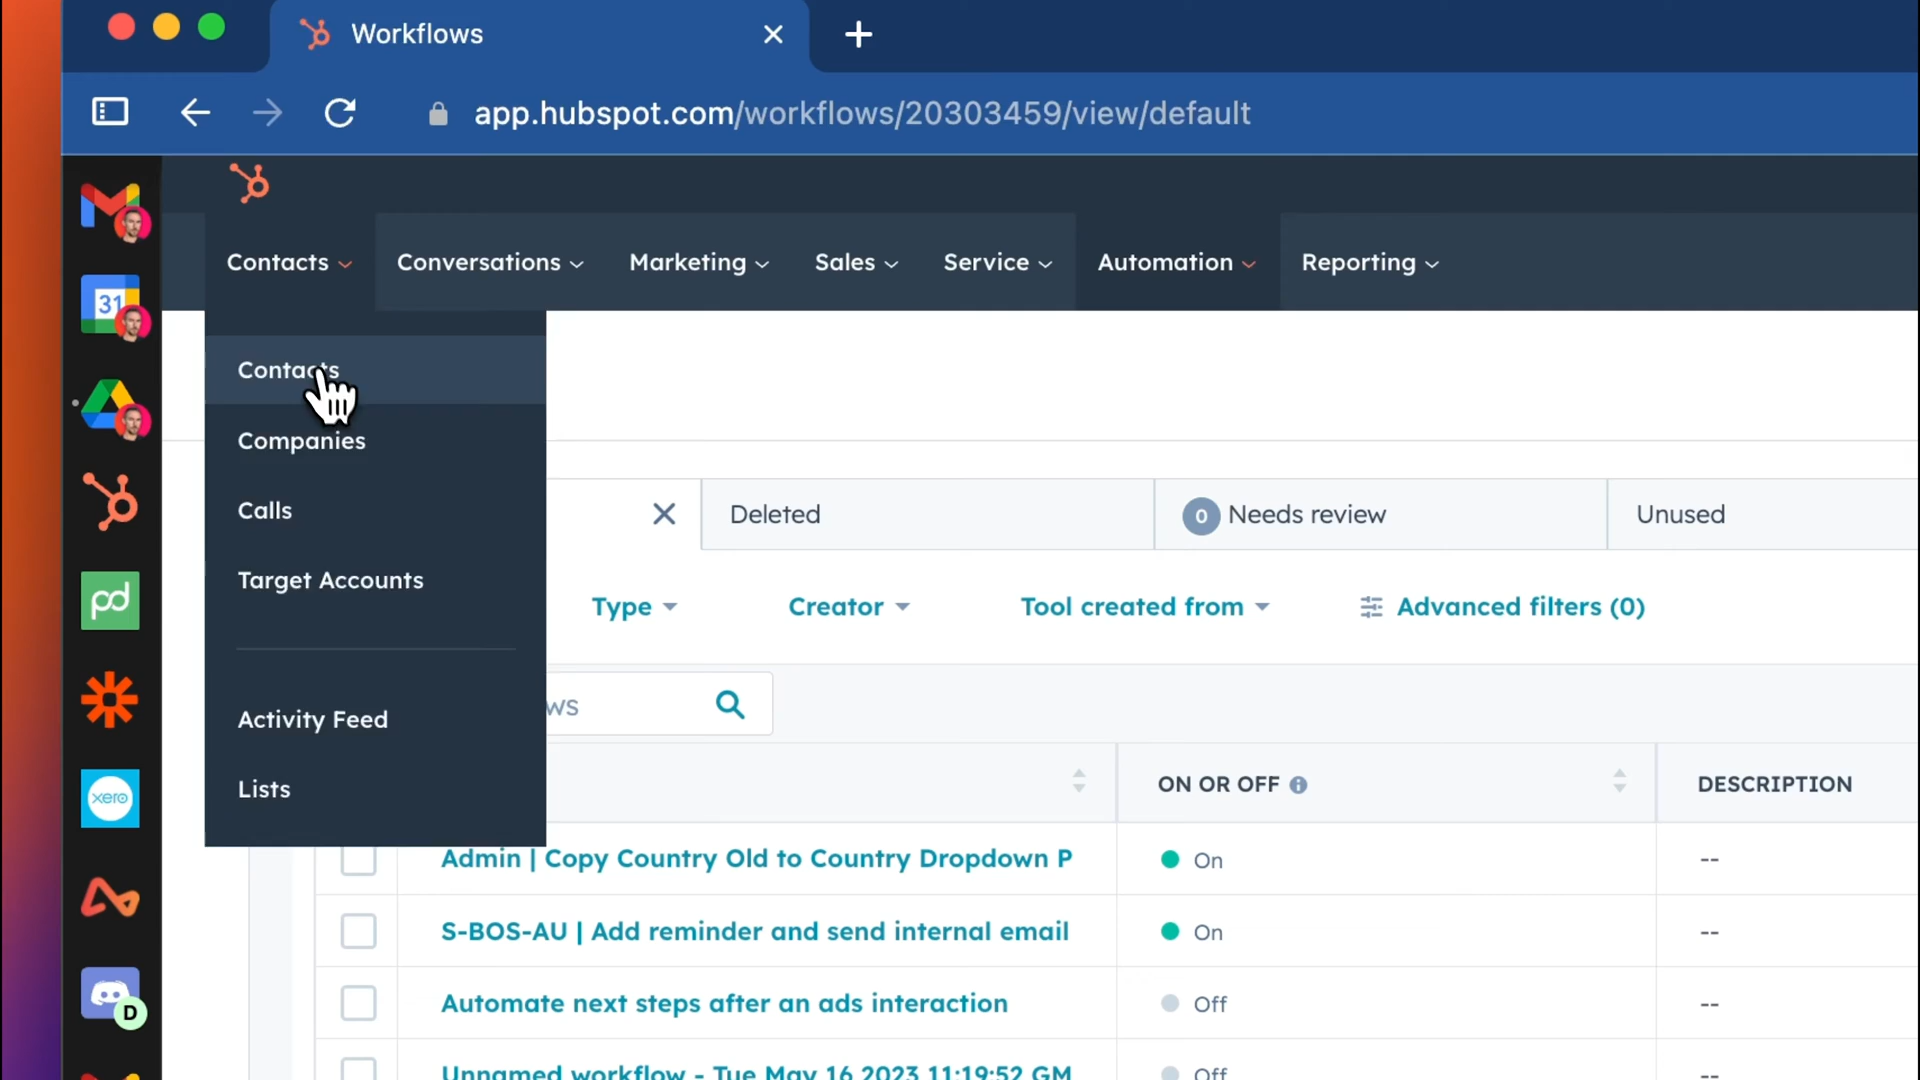 Workflows
app.hubspot.com/workflows/20303459/view/default
Contacts Conversations Marketing Sales Service Automation Reporting
31
Contacts
Companies
Calls
Target Accounts
Activity Feed
Lists
Deleted 0 Needs review Unused
Type Creator Tool created from Advanced filters (0)
ws
ON OR OFF DESCRIPTION
Admin | Copy Country Old to Country Dropdown P On --
S-BOS-AU | Add reminder and send internal email On --
Automate next steps after an ads interaction Off --
Unnamed workflow - Tue May 16 2023 11:19:52 GM Off --
pd
xero
D